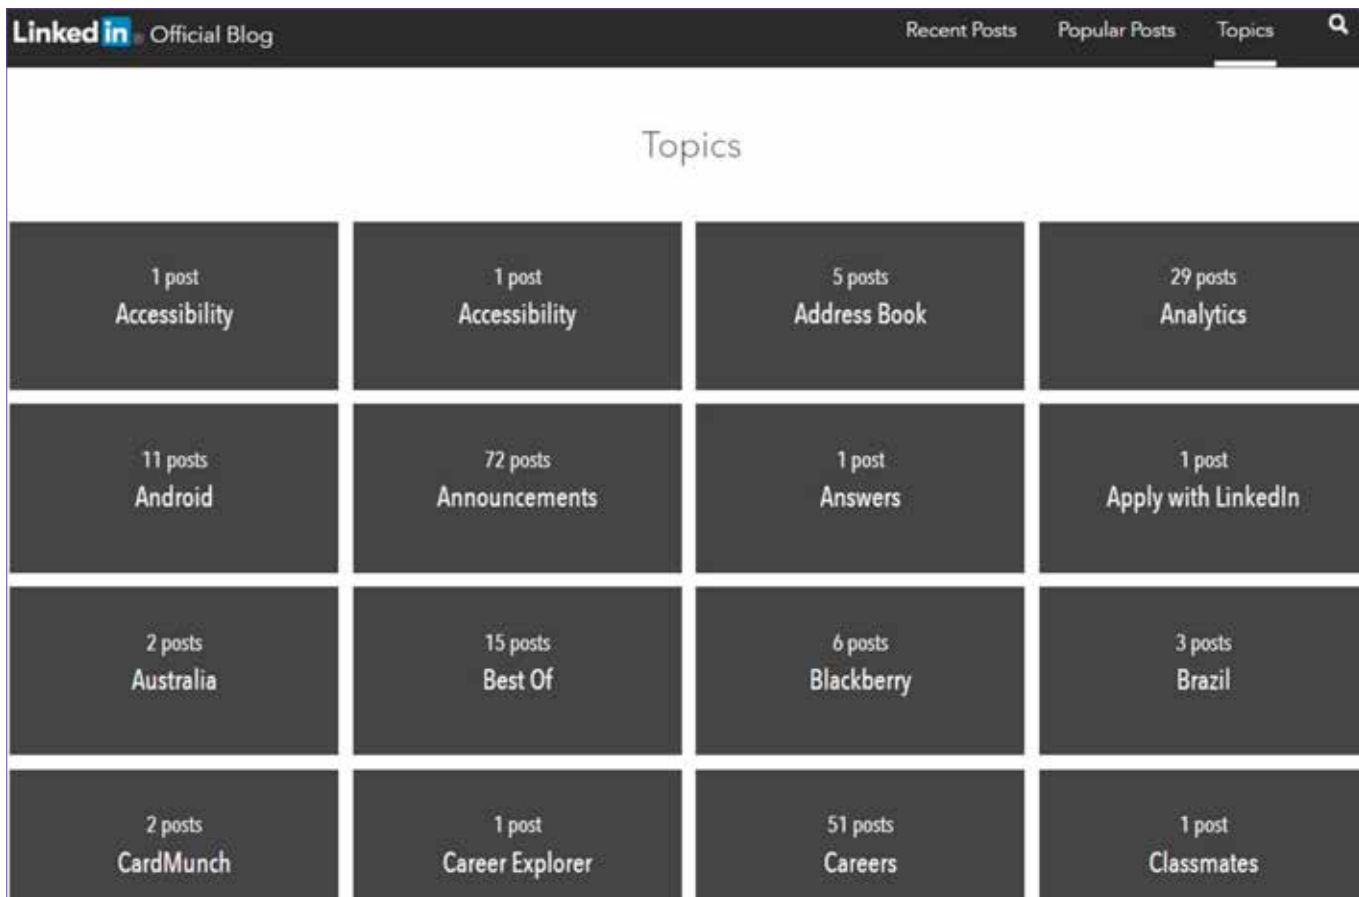 Linked in Official Blog
Recent Posts
Popular Posts
Topics
Topics
1 post
Accessibility
1 post
Accessibility
5 posts
Address Book
29 posts
Analytics
11 posts
Android
72 posts
Announcements
1 post
Answers
1 post
Apply with LinkedIn
2 posts
Australia
15 posts
Best Of
6 posts
Blackberry
3 posts
Brazil
2 posts
CardMunch
1 post
Career Explorer
51 posts
Careers
1 post
Classmates